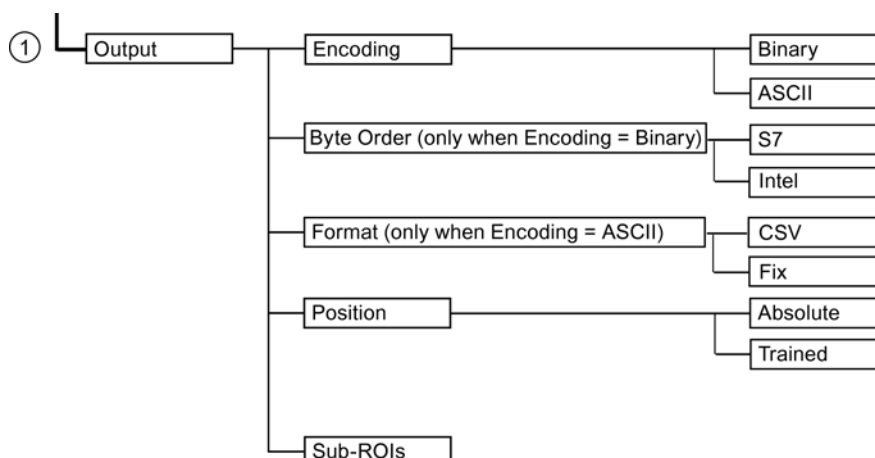 1
Output
Encoding
Binary
ASCII
Byte Order (only when Encoding = Binary)
S7
Intel
Format (only when Encoding = ASCII)
CSV
Fix
Position
Absolute
Trained
Sub-ROIs